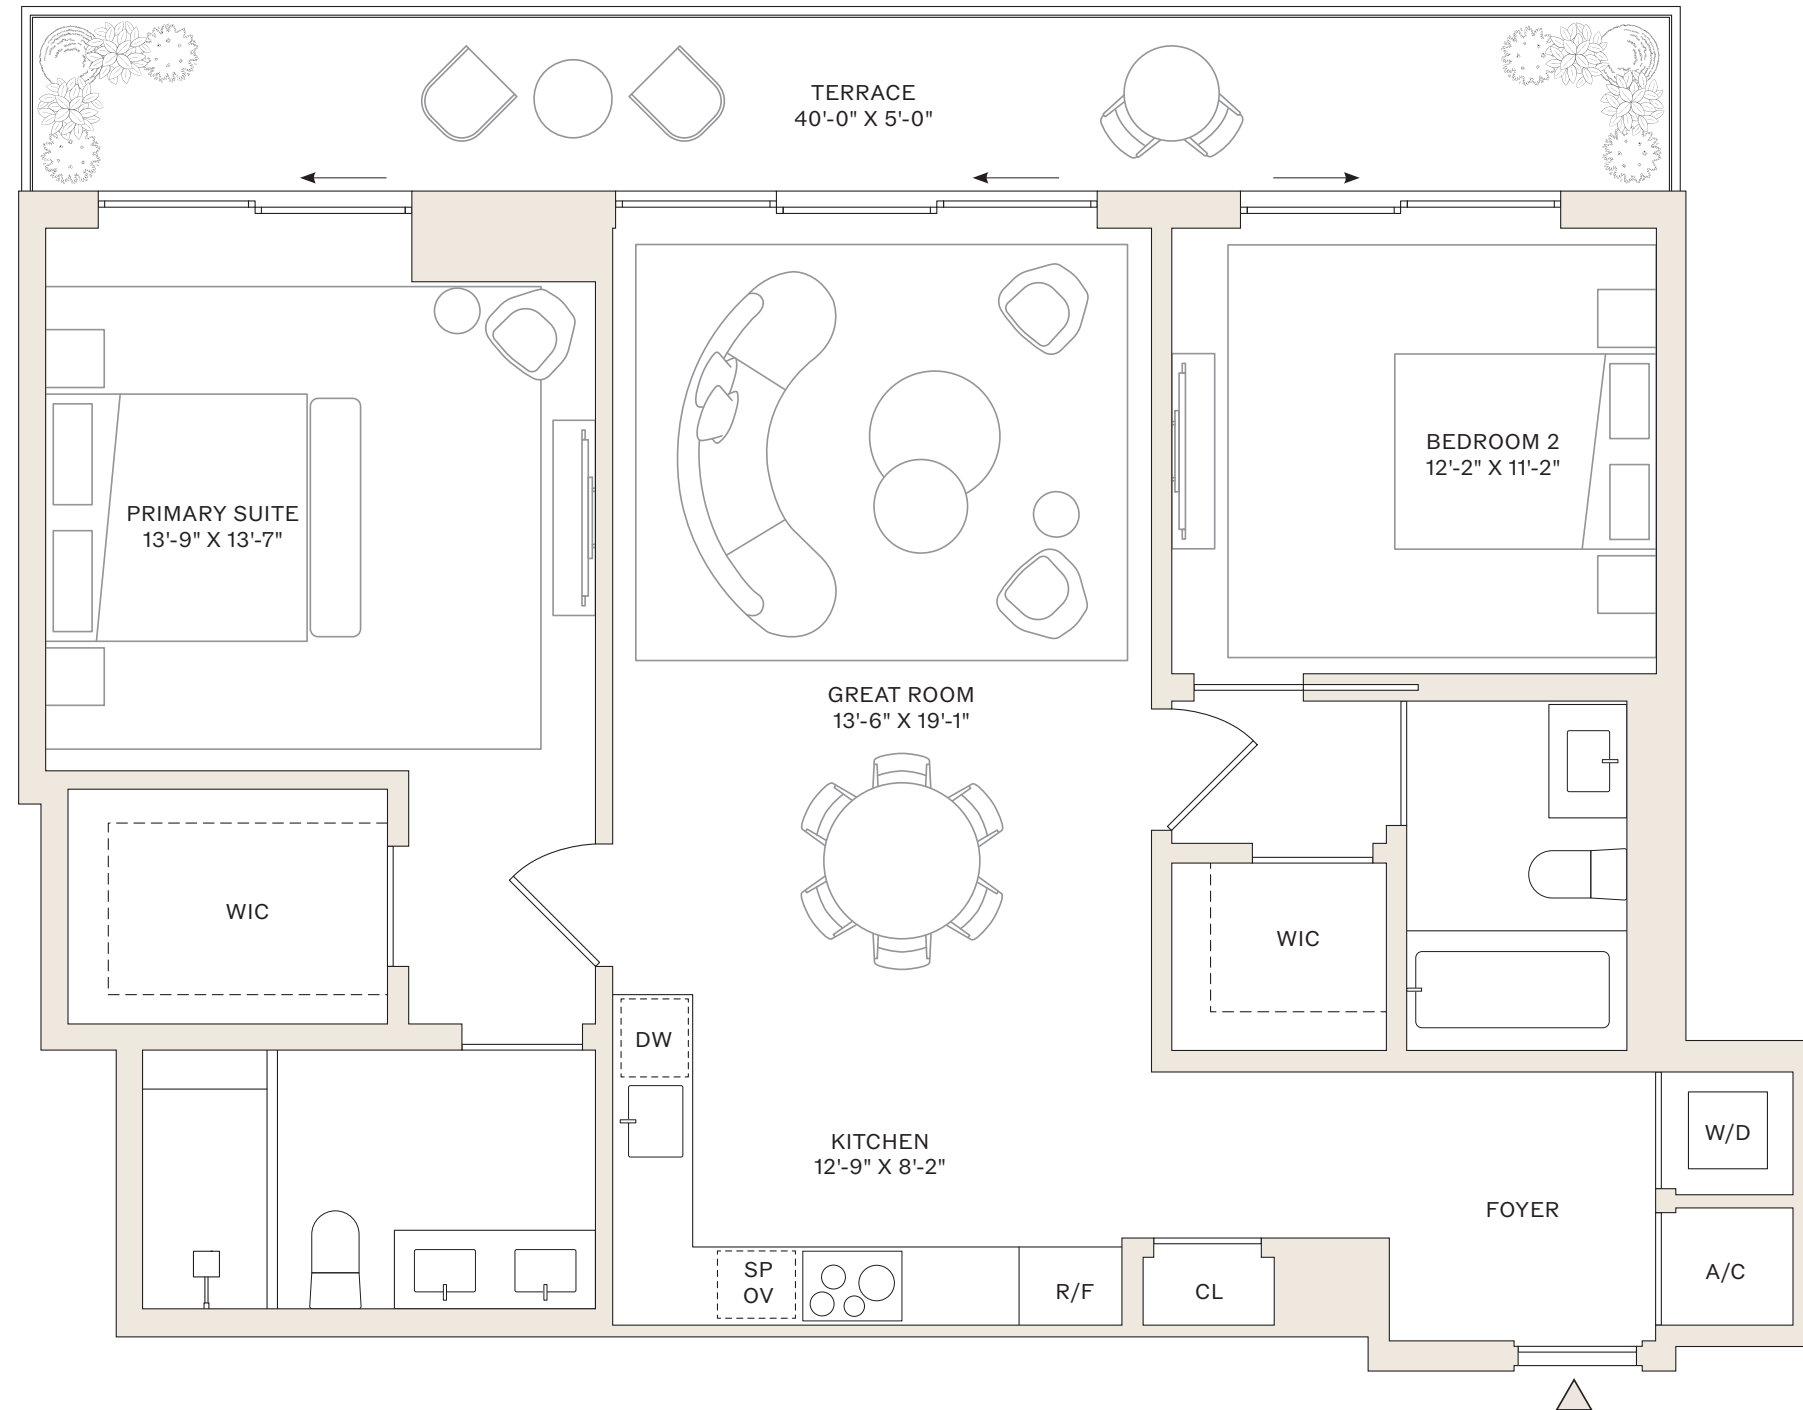 TERRACE
40'-0" X 5'-0"
BEDROOM 2
12'-2" X 11'-2"
PRIMARY SUITE
13'-9" X 13'-7"
GREAT ROOM
13'-6" X 19'-1"
WIC
WIC
DW
KITCHEN
12'-9" X 8'-2"
W/D
FOYER
SP
OV
R/F
CL
A/C